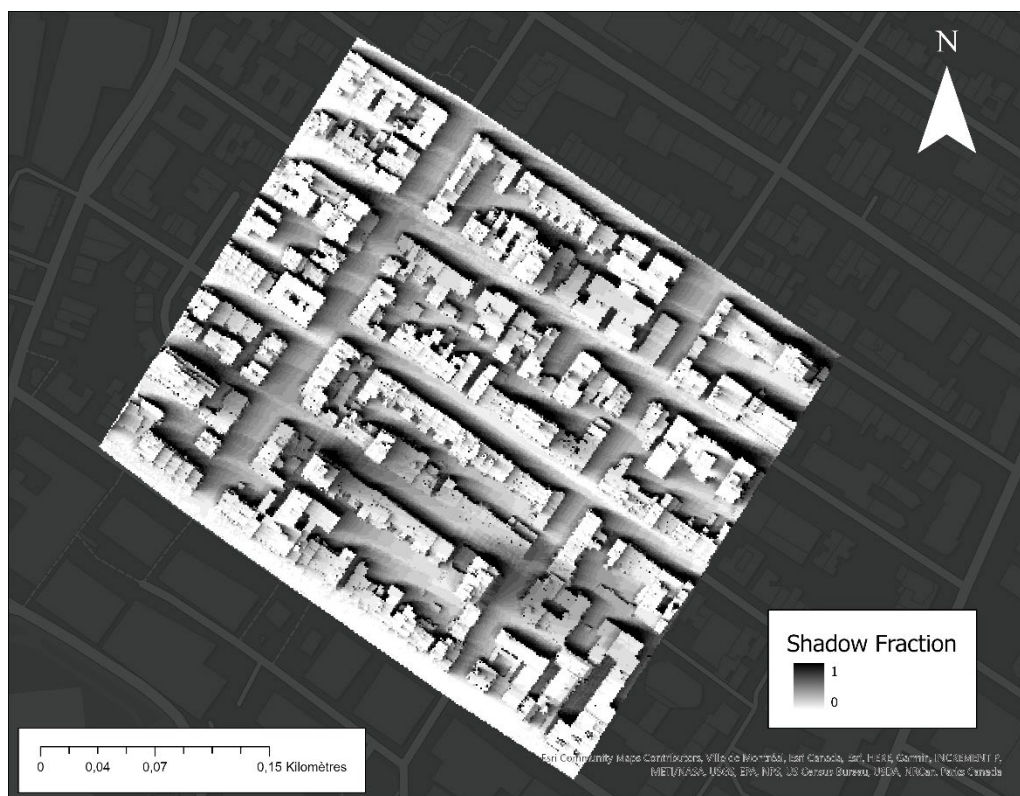 N
Shadow Fraction
1
0
0 0,04 0,07 0,15 Kilomètres
Esri Community Maps Contributors, Ville de Montréal, Esri Canada, Esri, HERE, Garmin, INCREMENT P,
METI/NASA, USGS, EPA, NPS, US Census Bureau, USDA, NRCan, Parks Canada